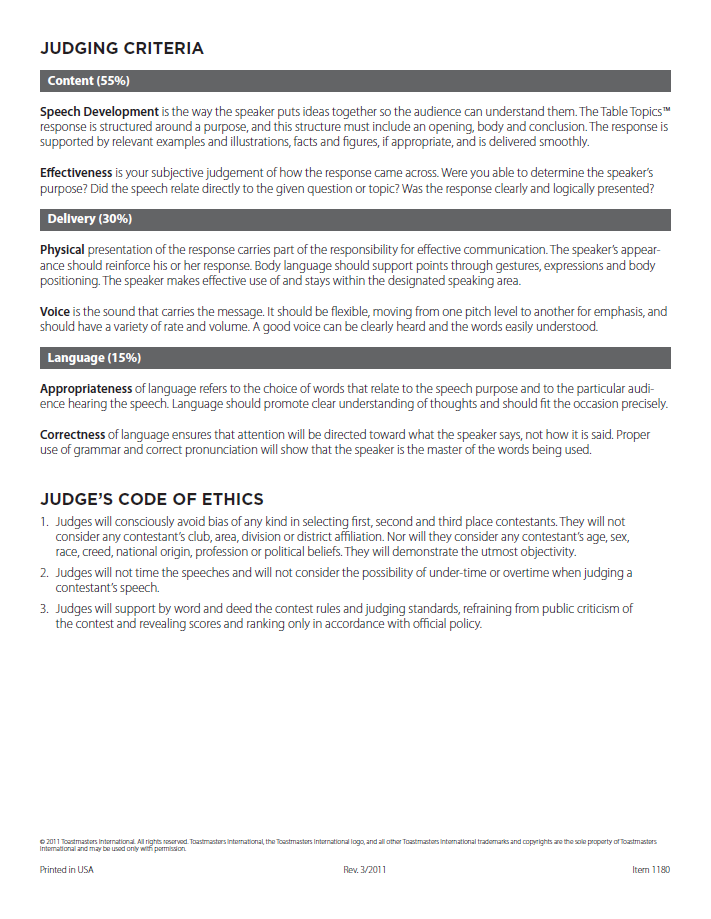 JUDGING CRITERIA
Content (55%)
Speech Development is the way the speaker puts ideas together so the audience can understand them. The Table Topics™
response is structured around a purpose, and this structure must include an opening, body and conclusion. The response is
supported by relevant examples and illustrations, facts and figures, if appropriate, and is delivered smoothly.
Effectiveness is your subjective judgement of how the response came across. Were you able to determine the speaker's
purpose? Did the speech relate directly to the given question or topic? Was the response clearly and logically presented?
Delivery (30%)
Physical presentation of the response carries part of the responsibility for effective communication. The speaker's appear-
ance should reinforce his or her response. Body language should support points through gestures, expressions and body
positioning. The speaker makes effective use of and stays within the designated speaking area.
Voice is the sound that carries the message. It should be flexible, moving from one pitch level to another for emphasis, and
should have a variety of rate and volume. A good voice can be clearly heard and the words easily understood.
Language (15%)
Appropriateness of language refers to the choice of words that relate to the speech purpose and to the particular audi-
ence hearing the speech. Language should promote clear understanding of thoughts and should fit the occasion precisely.
Correctness of language ensures that attention will be directed toward what the speaker says, not how it is said. Proper
use of grammar and correct pronunciation will show that the speaker is the master of the words being used.
JUDGE'S CODE OF ETHICS
1. Judges will consciously avoid bias of any kind in selecting first, second and third place contestants. They will not
consider any contestant's club, area, division or district affiliation. Nor will they consider any contestant's age, sex,
race, creed, national origin, profession or political beliefs. They will demonstrate the utmost objectivity.
2. Judges will not time the speeches and will not consider the possibility of under-time or overtime when judging a
contestant's speech.
3. Judges will support by word and deed the contest rules and judging standards, refraining from public criticism of
the contest and revealing scores and ranking only in accordance with official policy.
© 2011 Toastmasters International. All rights reserved. Toastmasters International, the Toastmasters International logo, and all other Toastmasters International trademarks and copyrights are the sole property of Toastmasters
International and may be used only with permission.
Printed in USA Rev. 3/2011 Item 1180